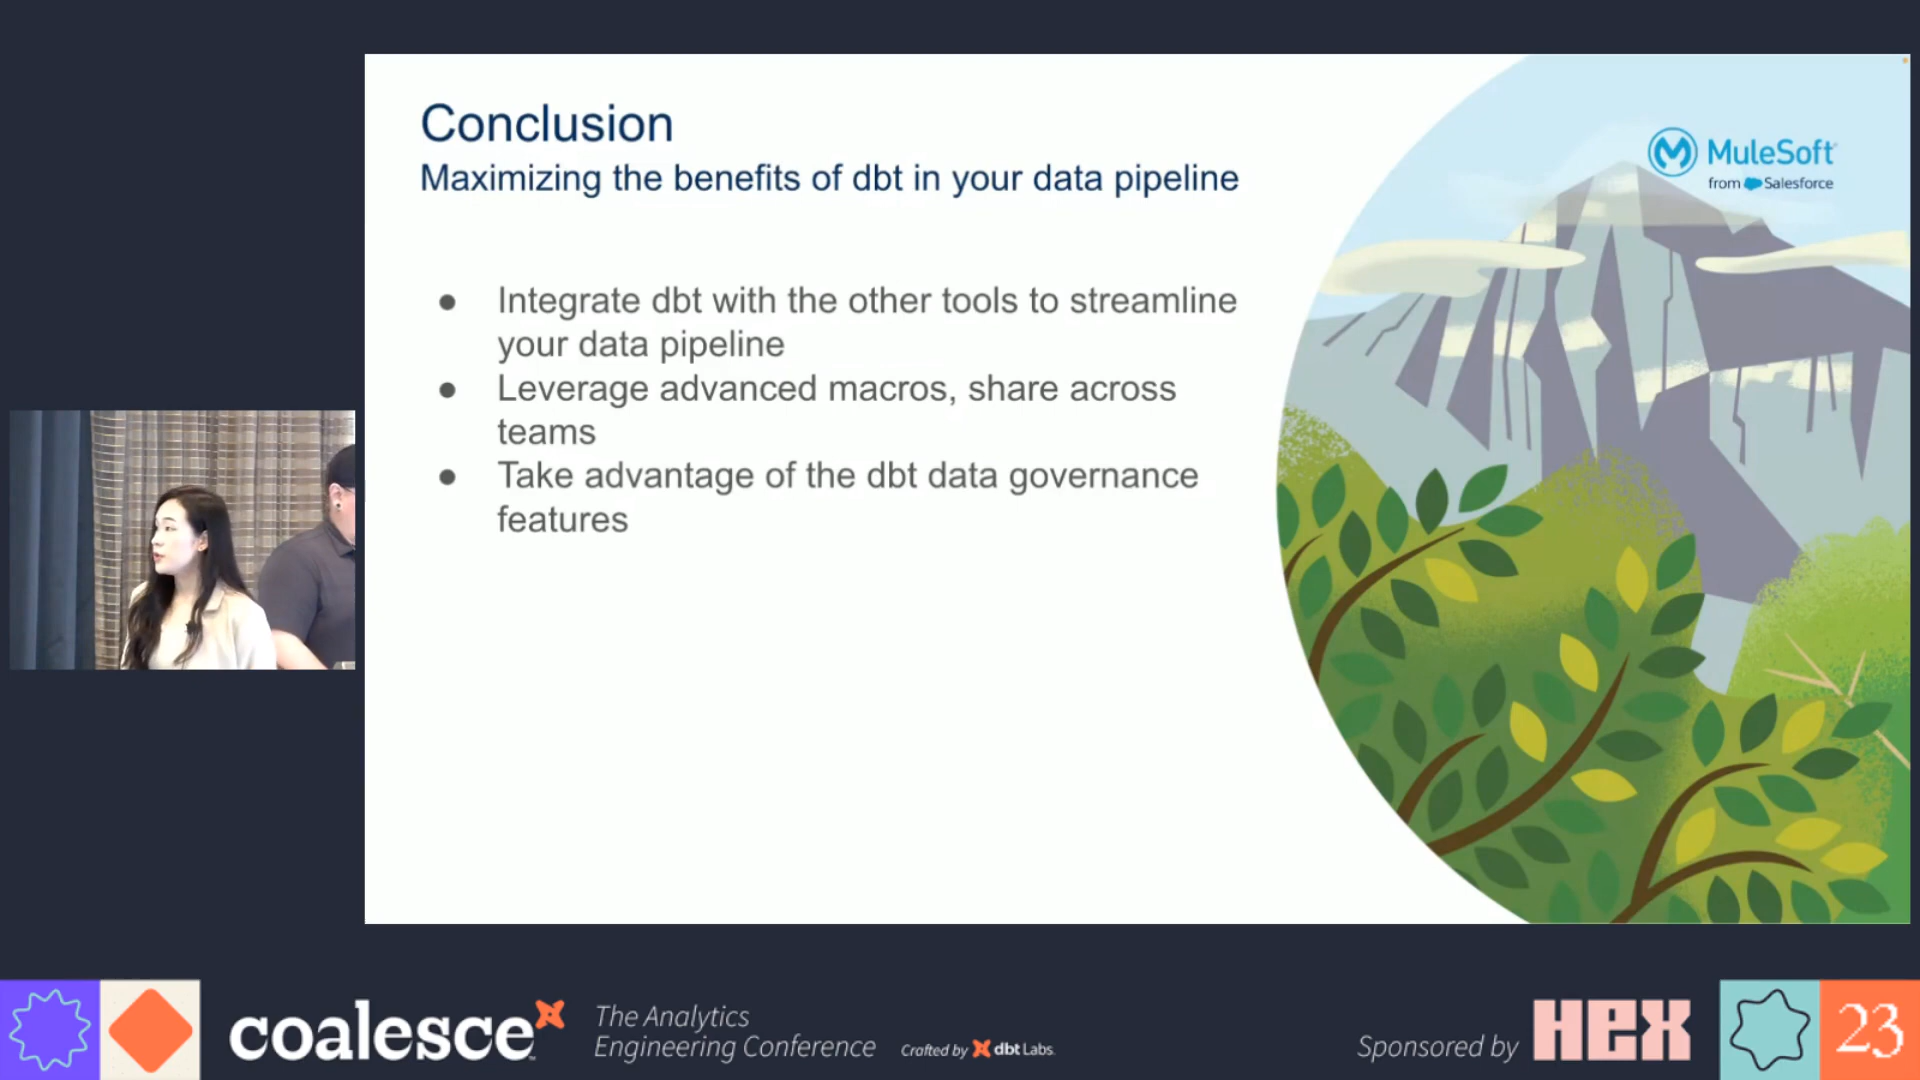 Conclusion
Maximizing the benefits of dbt in your data pipeline
MuleSoft
from Salesforce
● Integrate dbt with the other tools to streamline
your data pipeline
● Leverage advanced macros, share across
teams
● Take advantage of the dbt data governance
features
coalesce
The Analytics
Engineering Conference
Crafted by dbt Labs
Sponsored by
HEX
23